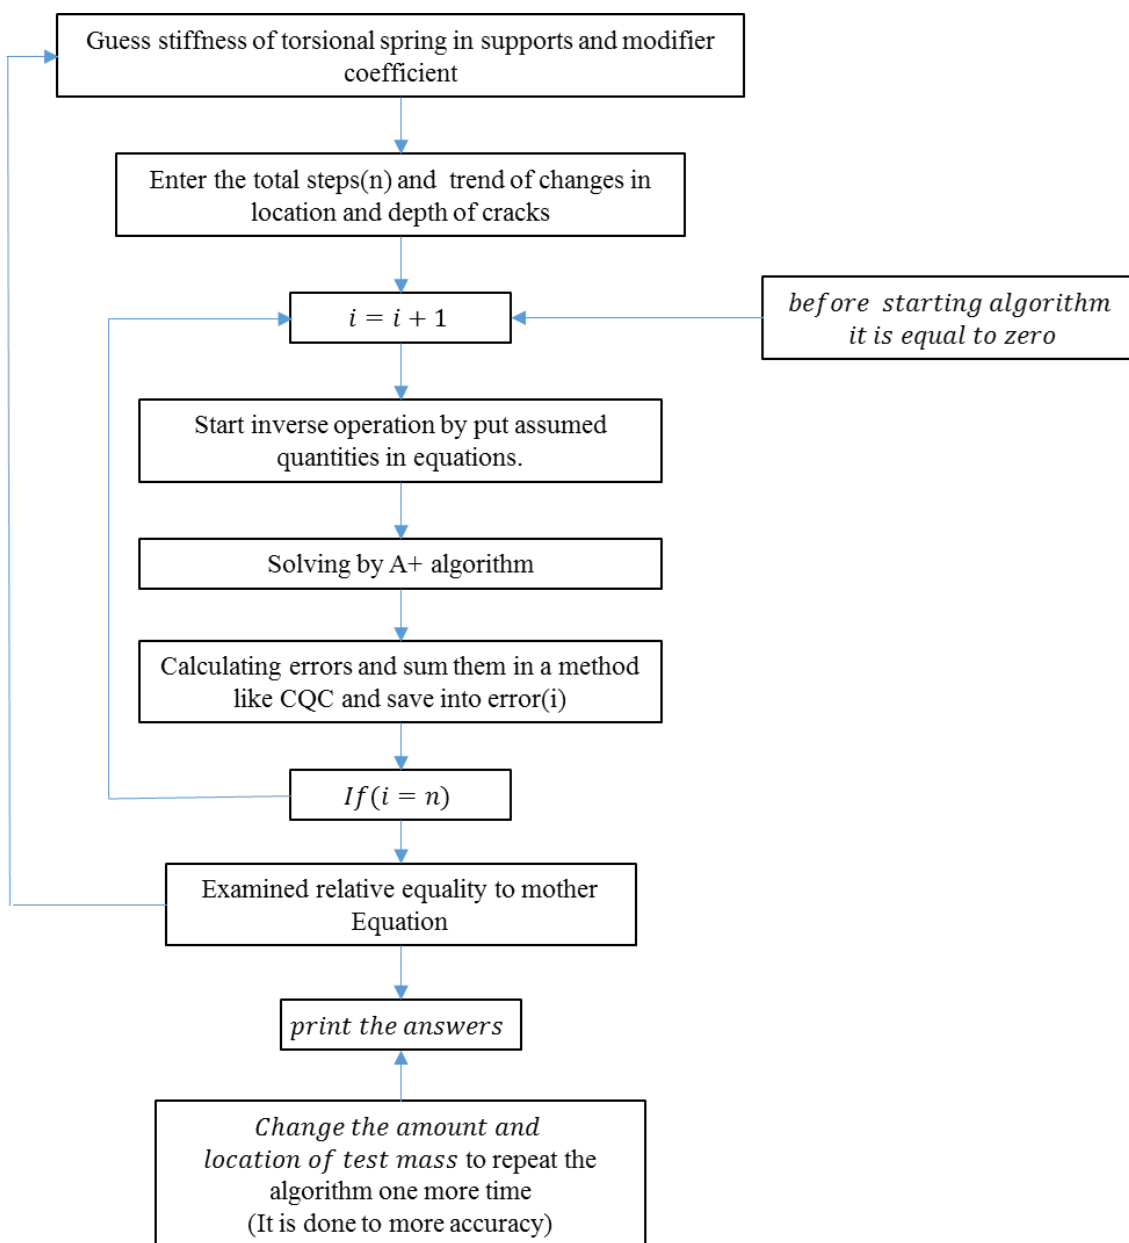 Guess stiffness of torsional spring in supports and modifier
coefficient
Enter the total steps(n) and trend of changes in
location and depth of cracks
i = i + 1
before starting algorithm
it is equal to zero
Start inverse operation by put assumed
quantities in equations.
Solving by A+ algorithm
Calculating errors and sum them in a method
like CQC and save into error(i)
If(i = n)
Examined relative equality to mother
Equation
print the answers
Change the amount and
location of test mass to repeat the
algorithm one more time
(It is done to more accuracy)